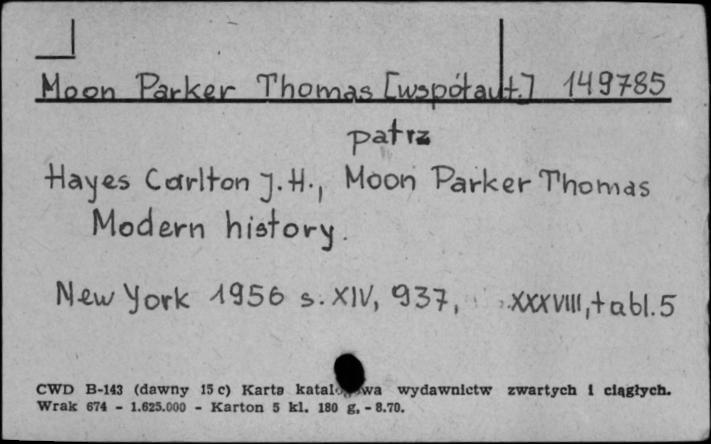 Moon Parker Thomas [współaut.] 149785
patrz
Hayes Carlton J.H., Moon Parker Thomas
Modern history.
New York 1956 s. XIV, 937, XXXVIII, tabl. 5
CWD B-143 (dawny 15 c) Karta katalogowa wydawnictw zwartych i ciągłych.
Wrak 674 - 1.625.000 - Karton 5 kl. 180 g. - 8.70.